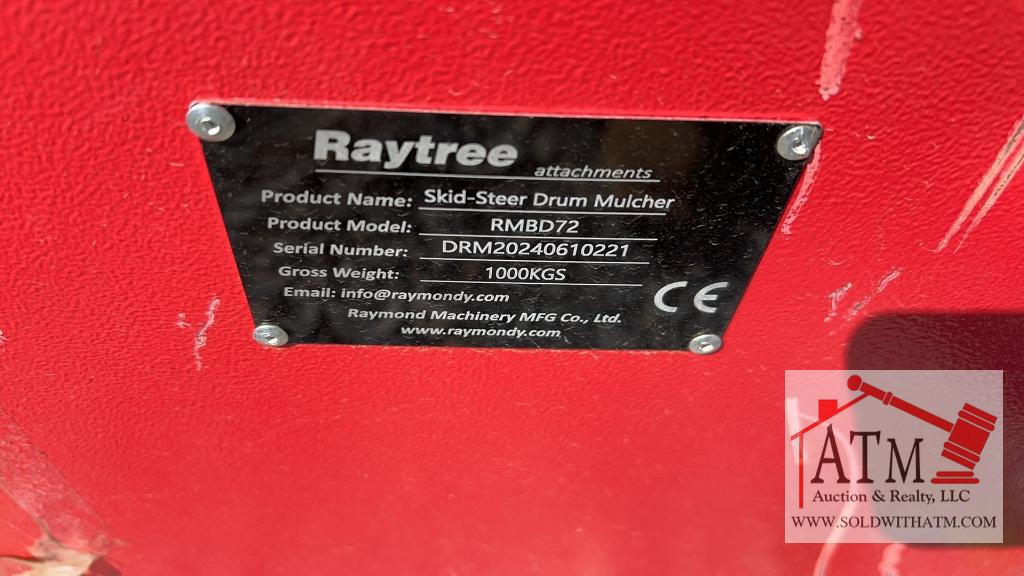 Raytree
attachments
Product Name: Skid-Steer Drum Mulcher
Product Model: RMBD72
Serial Number: DRM20240610221
Gross Weight: 1000KGS
Email: info@raymondy.com
CE
Raymond Machinery MFG Co., Ltd.
www.raymondy.com
ATM
Auction & Realty, LLC
WWW.SOLDWITHATM.COM